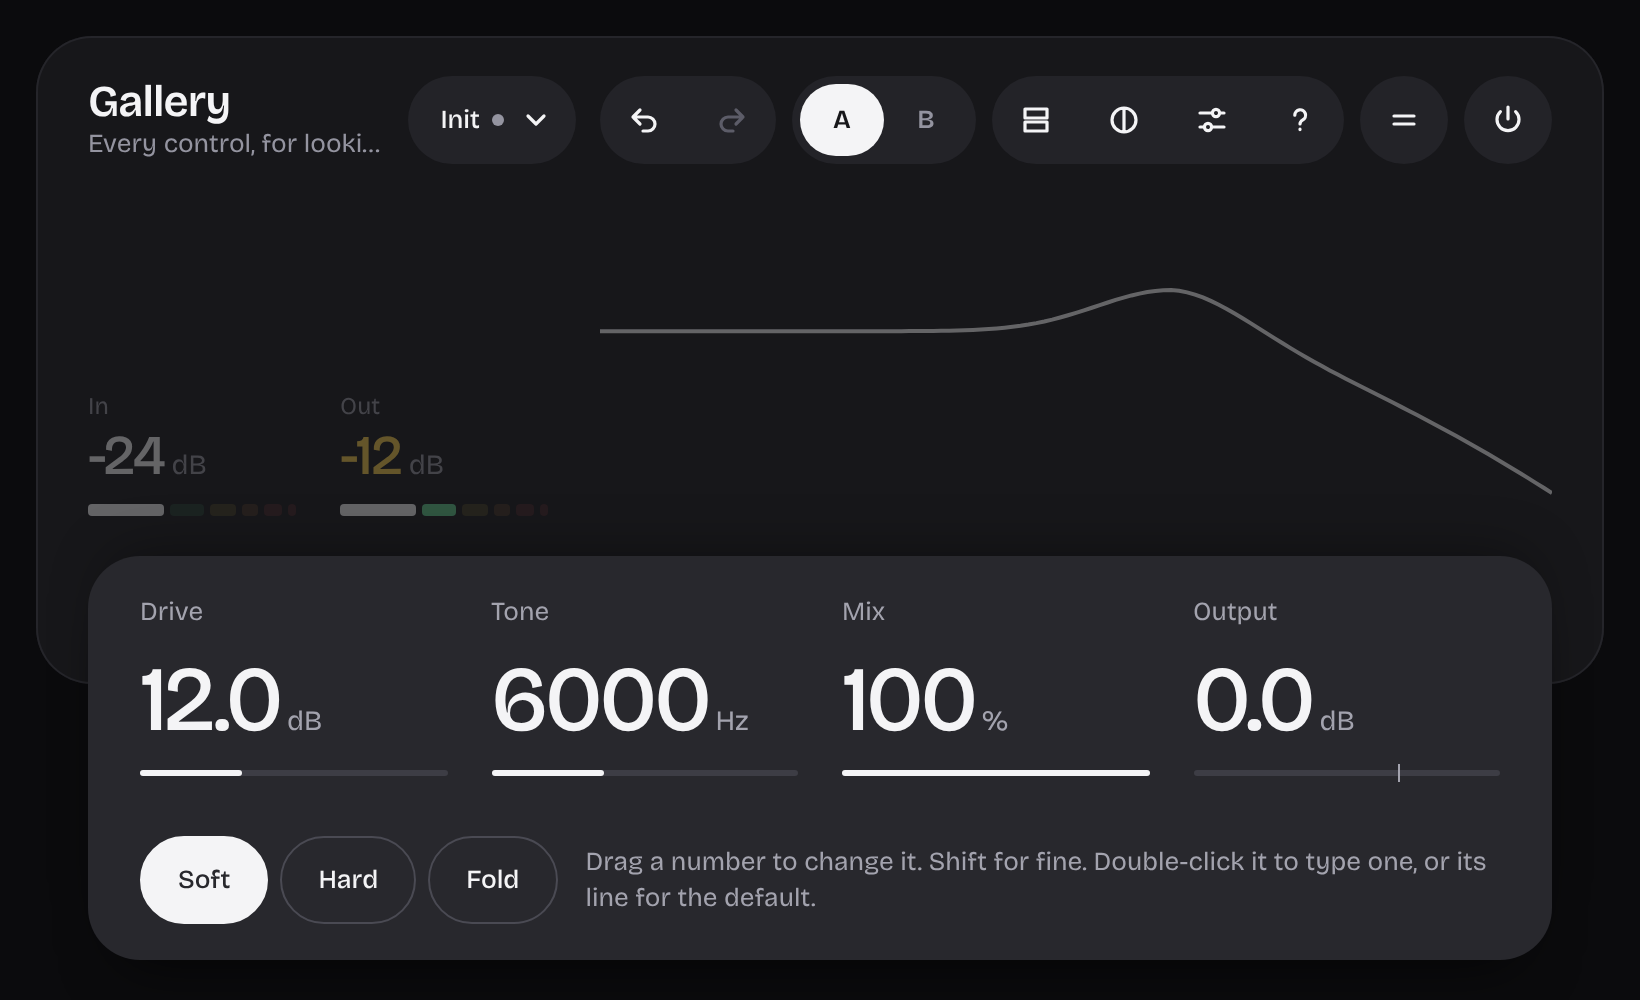 Gallery
Every control, for looki...
Init
A
B
?
In
-24 dB
Out
-12 dB
Drive
12.0 dB
Tone
6000 Hz
Mix
100 %
Output
0.0 dB
Soft
Hard
Fold
Drag a number to change it. Shift for fine. Double-click it to type one, or its
line for the default.